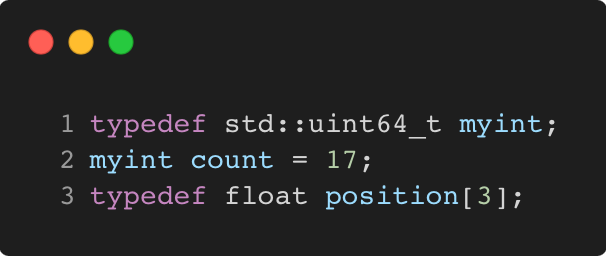 1 typedef std::uint64_t myint;
2 myint count = 17;
3 typedef float position[3];